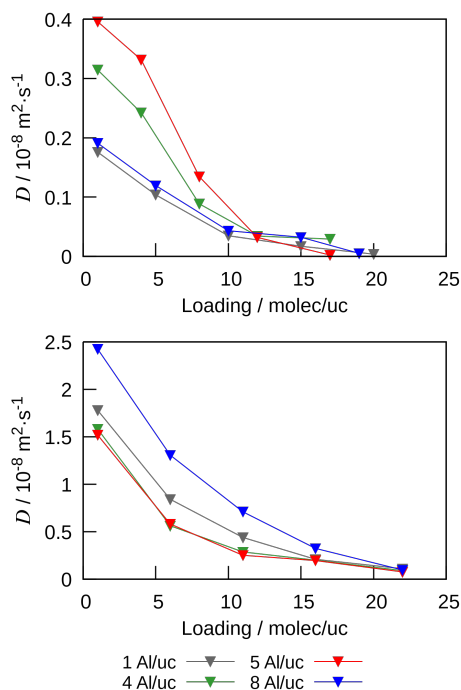 0.4
0.3
0.2
0.1
0
D / 10⁻⁸ m²·s⁻¹
0 5 10 15 20 25
Loading / molec/uc
2.5
2
1.5
1
0.5
0
D / 10⁻⁸ m²·s⁻¹
0 5 10 15 20 25
Loading / molec/uc
1 Al/uc 5 Al/uc
4 Al/uc 8 Al/uc